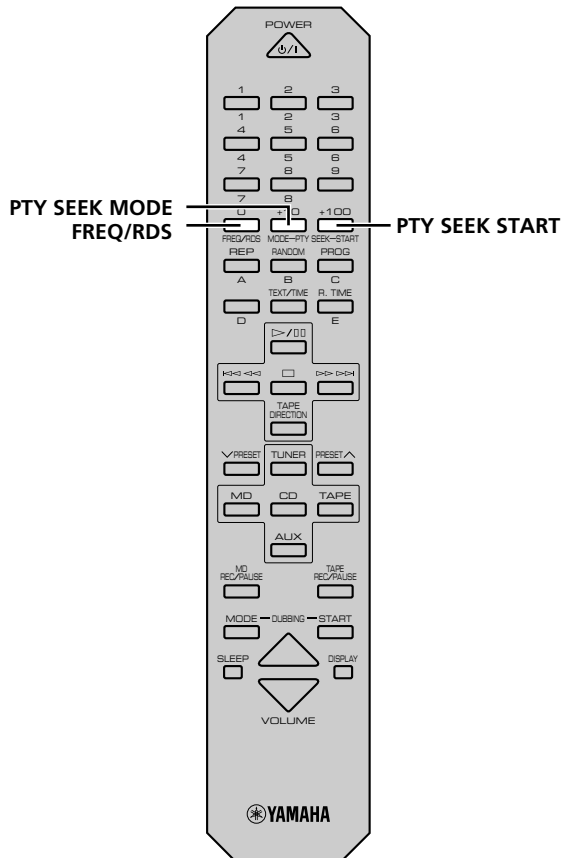 POWER
⏻/I
1 2 3
1 2 3
4 5 6
4 5 6
7 8 9
7 8
PTY SEEK MODE
0 +10 +100
FREQ/RDS
PTY SEEK START
FREQ/RDS MODE–PTY SEEK–START
REP RANDOM PROG
A B C
TEXT/TIME R. TIME
D E
TAPE
DIRECTION
PRESET TUNER PRESET
MD CD TAPE
AUX
MD
REC/PAUSE
TAPE
REC/PAUSE
MODE – DUBBING – START
SLEEP DISPLAY
VOLUME
YAMAHA